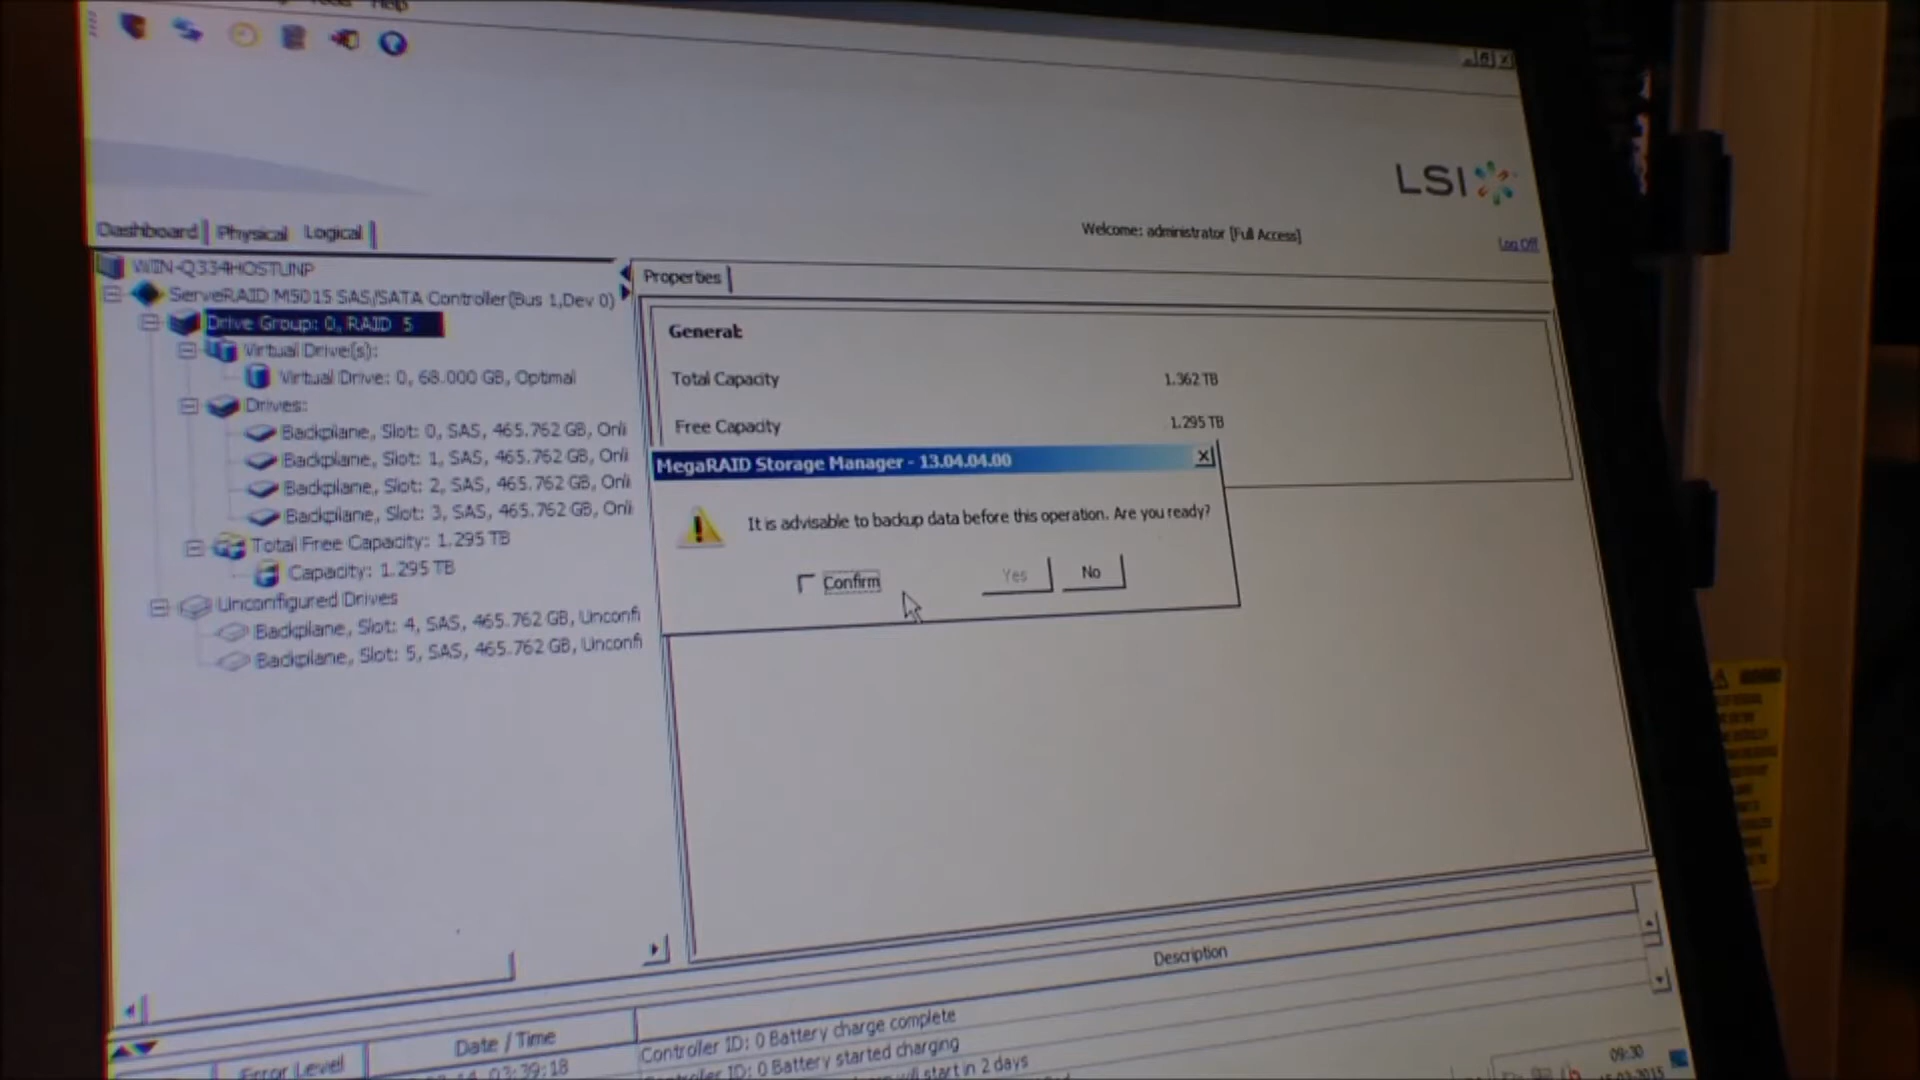 Help
LSI
Dashboard Physical Logical
Welcome: administrator [Full Access]
Log Off
WIN-Q334HOSTUNP
ServeRAID M5015 SAS/SATA Controller(Bus 1,Dev 0)
Drive Group: 0, RAID 5
Virtual Drive(s):
Virtual Drive: 0, 68.000 GB, Optimal
Drives:
Backplane, Slot: 0, SAS, 465.762 GB, Onli
Backplane, Slot: 1, SAS, 465.762 GB, Onli
Backplane, Slot: 2, SAS, 465.762 GB, Onli
Backplane, Slot: 3, SAS, 465.762 GB, Onli
Total Free Capacity: 1.295 TB
Capacity: 1.295 TB
Unconfigured Drives
Backplane, Slot: 4, SAS, 465.762 GB, Unconfi
Backplane, Slot: 5, SAS, 465.762 GB, Unconfi
Properties
General:
Total Capacity 1.362 TB
Free Capacity 1.295 TB
MegaRAID Storage Manager - 13.04.04.00
It is advisable to backup data before this operation. Are you ready?
Confirm Yes No
Error Level Date / Time Description
Controller ID: 0 Battery charge complete
03:39:18 Controller ID: 0 Battery started charging
will start in 2 days
09:30